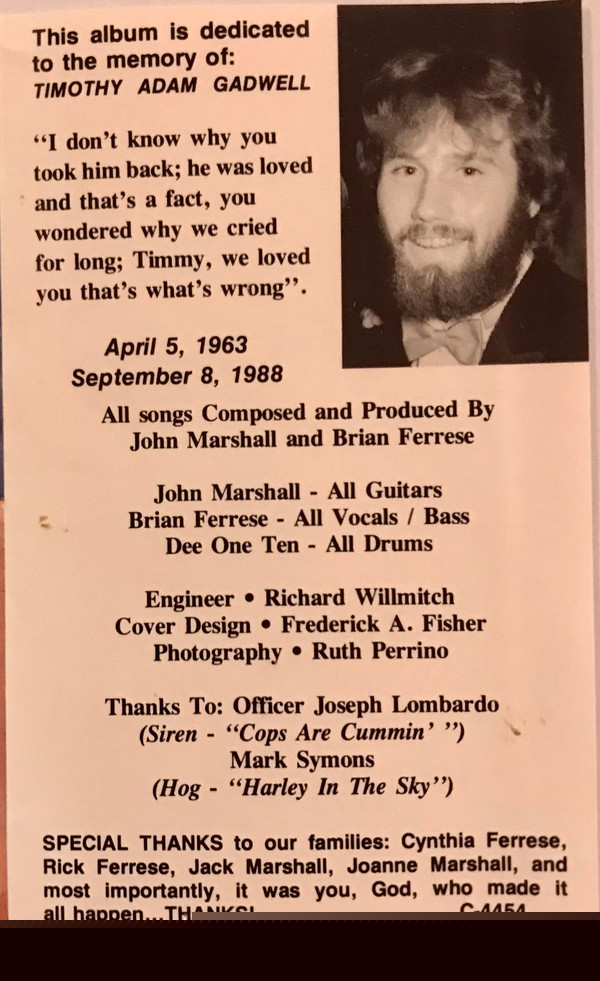 This album is dedicated
to the memory of:
TIMOTHY ADAM GADWELL
“I don't know why you
took him back; he was loved
and that's a fact, you
wondered why we cried
for long; Timmy, we loved
you that's what's wrong”.
April 5, 1963
September 8, 1988
All songs Composed and Produced By
John Marshall and Brian Ferrese
John Marshall - All Guitars
Brian Ferrese - All Vocals / Bass
Dee One Ten - All Drums
Engineer • Richard Willmitch
Cover Design • Frederick A. Fisher
Photography • Ruth Perrino
Thanks To: Officer Joseph Lombardo
(Siren - “Cops Are Cummin' ”)
Mark Symons
(Hog - “Harley In The Sky”)
SPECIAL THANKS to our families: Cynthia Ferrese,
Rick Ferrese, Jack Marshall, Joanne Marshall, and
most importantly, it was you, God, who made it
all happen...THANKS! C-4454